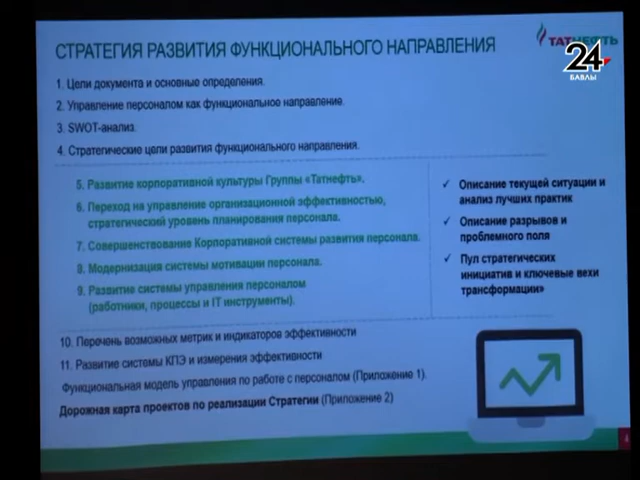 СТРАТЕГИЯ РАЗВИТИЯ ФУНКЦИОНАЛЬНОГО НАПРАВЛЕНИЯ
ТАТНЕФТЬ
24
БАВЛЫ
1. Цели документа и основные определения.
2. Управление персоналом как функциональное направление.
3. SWOT-анализ.
4. Стратегические цели развития функционального направления.
5. Развитие корпоративной культуры Группы «Татнефть».
6. Переход на управление организационной эффективностью,
стратегический уровень планирования персонала.
7. Совершенствование Корпоративной системы развития персонала.
8. Модернизация системы мотивации персонала.
9. Развитие системы управления персоналом
(работники, процессы и IT инструменты).
✓ Описание текущей ситуации и
анализ лучших практик
✓ Описание разрывов и
проблемного поля
✓ Пул стратегических
инициатив и ключевые вехи
трансформации»
10. Перечень возможных метрик и индикаторов эффективности
11. Развитие системы КПЭ и измерения эффективности
Функциональная модель управления по работе с персоналом (Приложение 1).
Дорожная карта проектов по реализации Стратегии (Приложение 2)